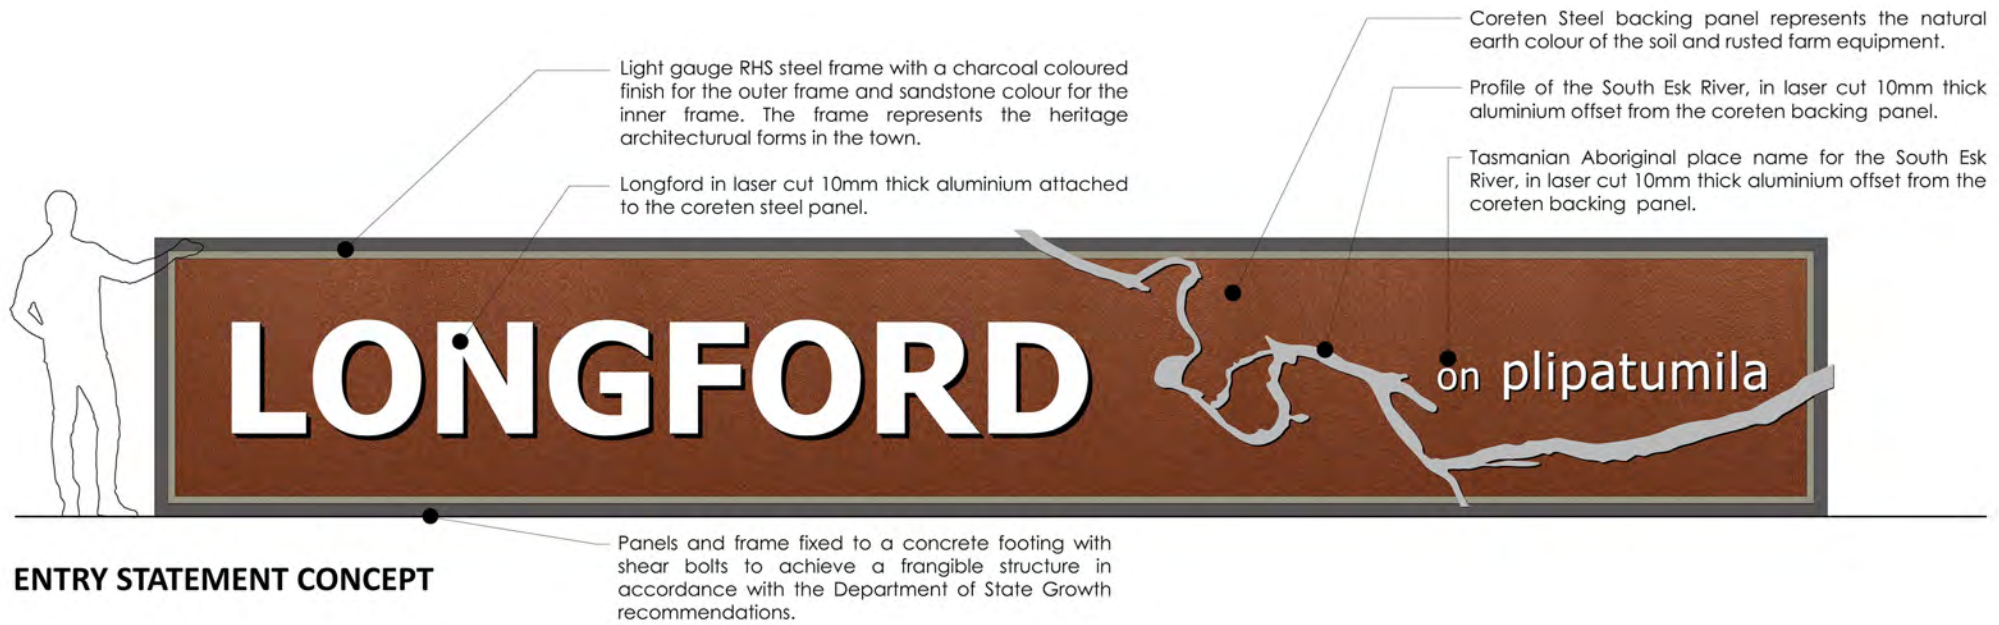 Coreten Steel backing panel represents the natural
earth colour of the soil and rusted farm equipment.
Light gauge RHS steel frame with a charcoal coloured
finish for the outer frame and sandstone colour for the
inner frame. The frame represents the heritage
architecturual forms in the town.
Profile of the South Esk River, in laser cut 10mm thick
aluminium offset from the coreten backing panel.
Tasmanian Aboriginal place name for the South Esk
River, in laser cut 10mm thick aluminium offset from the
coreten backing panel.
Longford in laser cut 10mm thick aluminium attached
to the coreten steel panel.
LONGFORD
on plipatumila
Panels and frame fixed to a concrete footing with
shear bolts to achieve a frangible structure in
accordance with the Department of State Growth
recommendations.
ENTRY STATEMENT CONCEPT